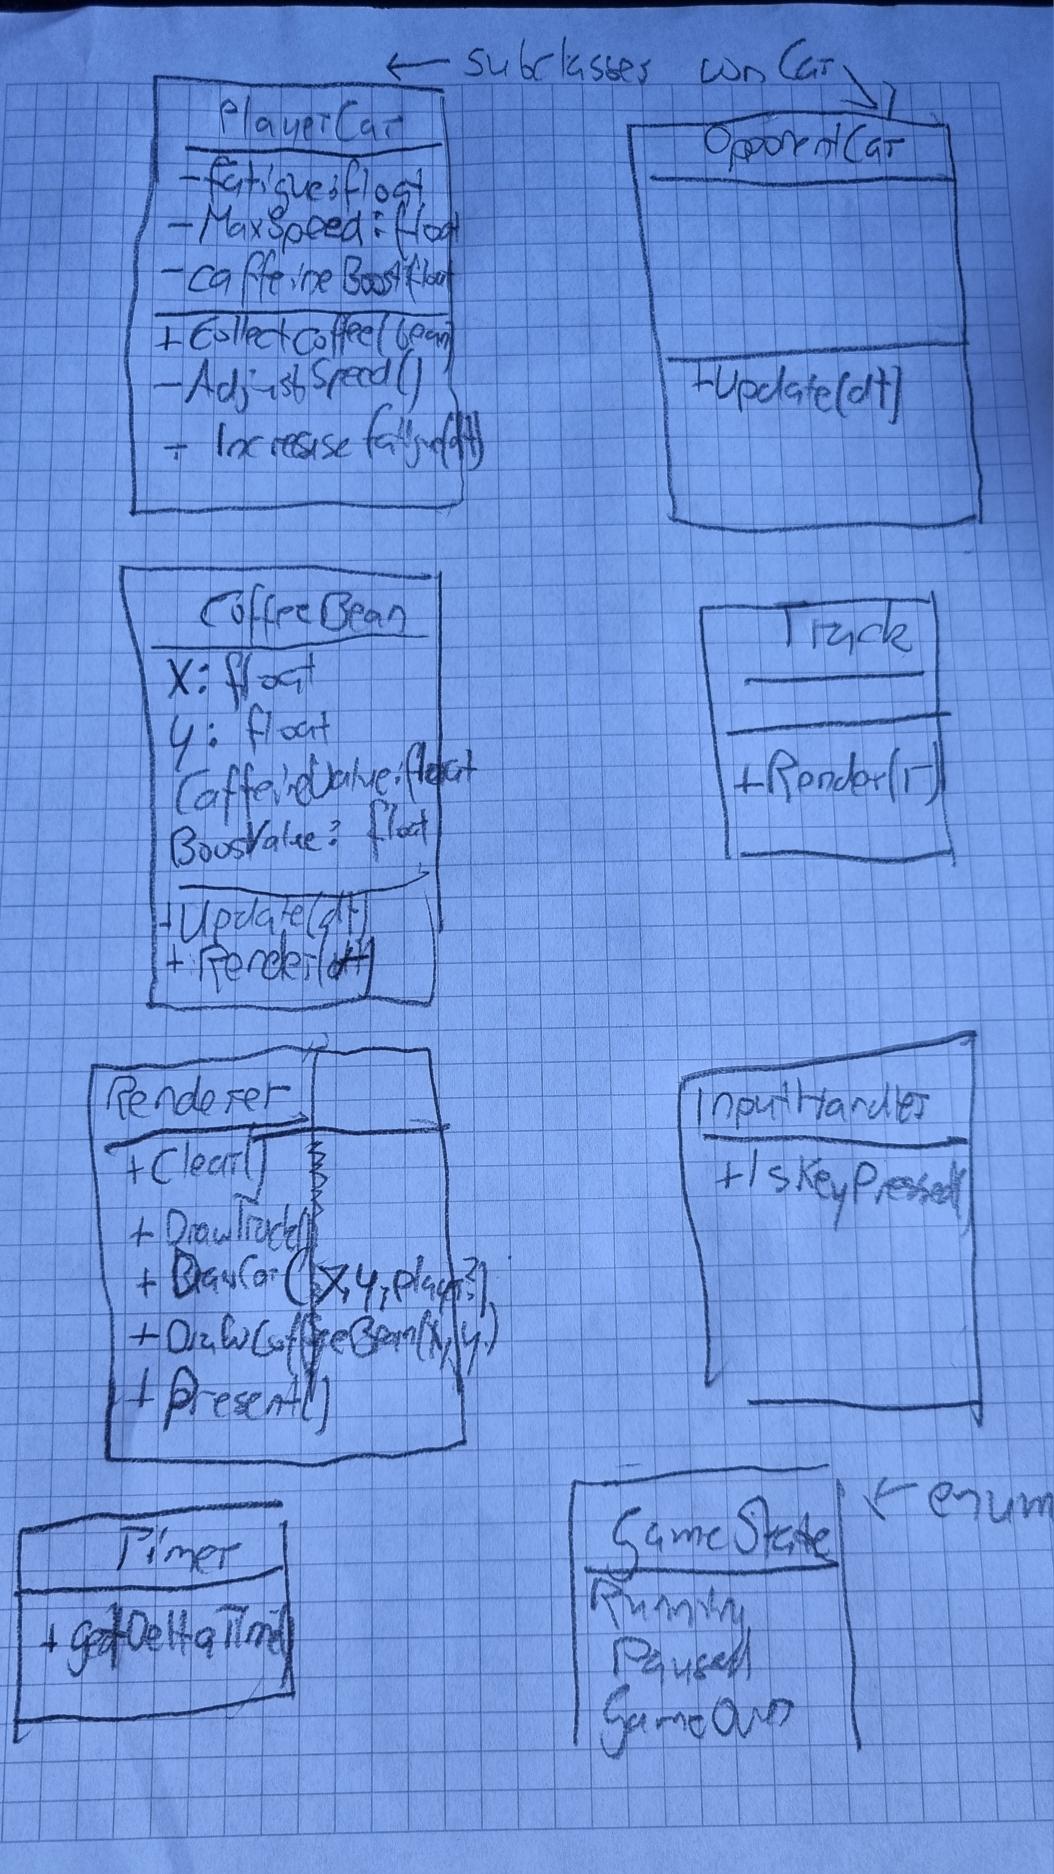 ← subclasses von Car
PlayerCar
- Fatigue: float
- MaxSpeed: float
- CaffeineBoost: float
+ CollectCoffee(bean)
- AdjustSpeed()
+ Increase fatigue(dt)
OpponentCar
+ Update(dt)
CoffeeBean
X: float
y: float
CaffeineValue: float
BoostValue: float
+ Update(dt)
+ Render(dt)
Track
+ Render(r)
Renderer
+ Clear()
+ DrawTrack()
+ DrawCar(X, y, player?)
+ DrawCoffeeBean(x, y)
+ Present()
InputHandler
+ IsKeyPressed()
Timer
+ getDeltaTime()
GameState
← enum
Running
Paused
GameOver